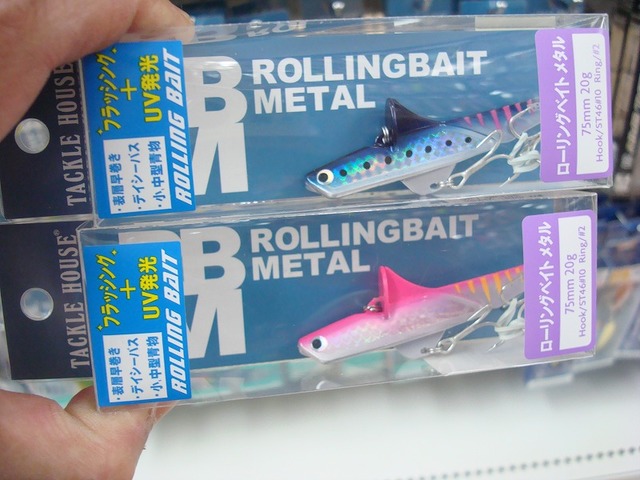 TACKLE HOUSE
フラッシング
+
UV発光
・表層早巻き
・デイシーバス
・小、中型青物
ROLLING BAIT
RBM
ROLLINGBAIT
METAL
ローリングベイト メタル
75mm 20g
Hook/ST46#10 Ring/#2
TACKLE HOUSE®
フラッシング
+
UV発光
・表層早巻き
・デイシーバス
・小、中型青物
ROLLING BAIT
RBM
ROLLINGBAIT
METAL
ローリングベイト メタル
75mm 20g
Hook/ST46#10 Ring/#2